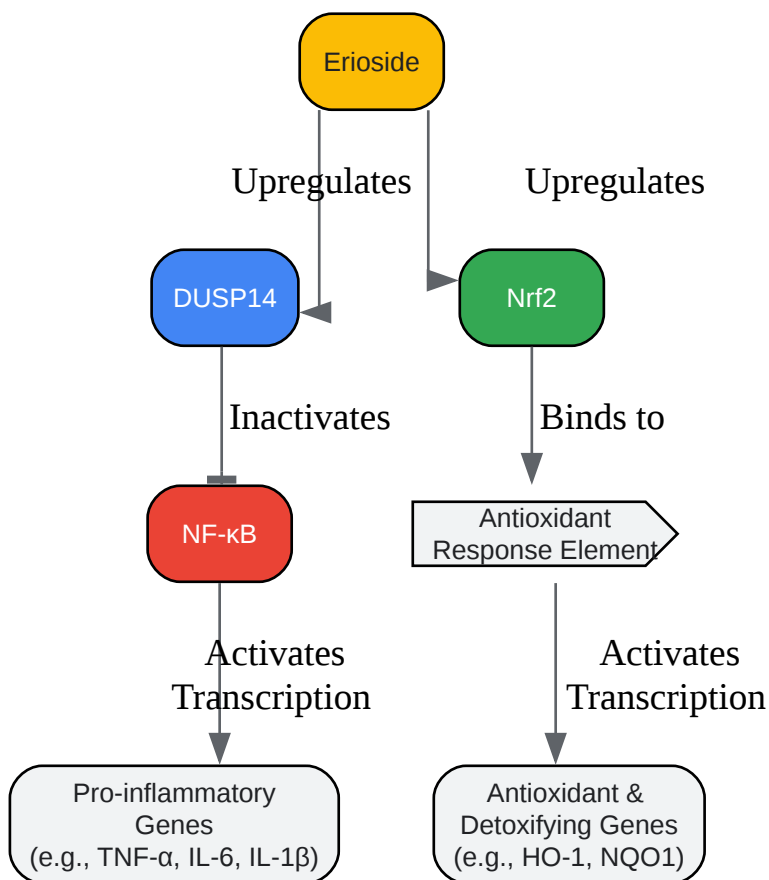 Erioside
Upregulates
Upregulates
DUSP14
Nrf2
Inactivates
Binds to
NF-κB
Antioxidant
Response Element
Activates
Transcription
Activates
Transcription
Pro-inflammatory
Genes
(e.g., TNF-α, IL-6, IL-1β)
Antioxidant &
Detoxifying Genes
(e.g., HO-1, NQO1)